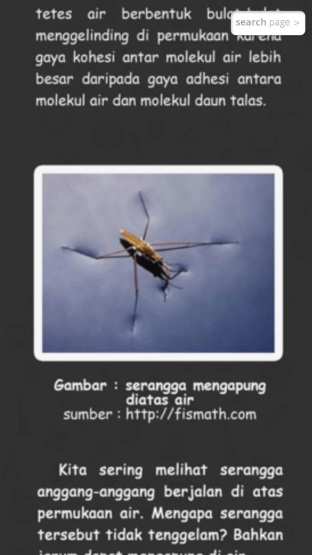 tetes air berbentuk
search page >
menggelinding di permukaan karena
gaya kohesi antar molekul air lebih
besar daripada gaya adhesi antara
molekul air dan molekul daun talas.
Gambar : serangga mengapung
diatas air
sumber : http://fismath.com
Kita sering melihat serangga
anggang-anggang berjalan di atas
permukaan air. Mengapa serangga
tersebut tidak tenggelam? Bahkan
jarum dapat mengapung di air